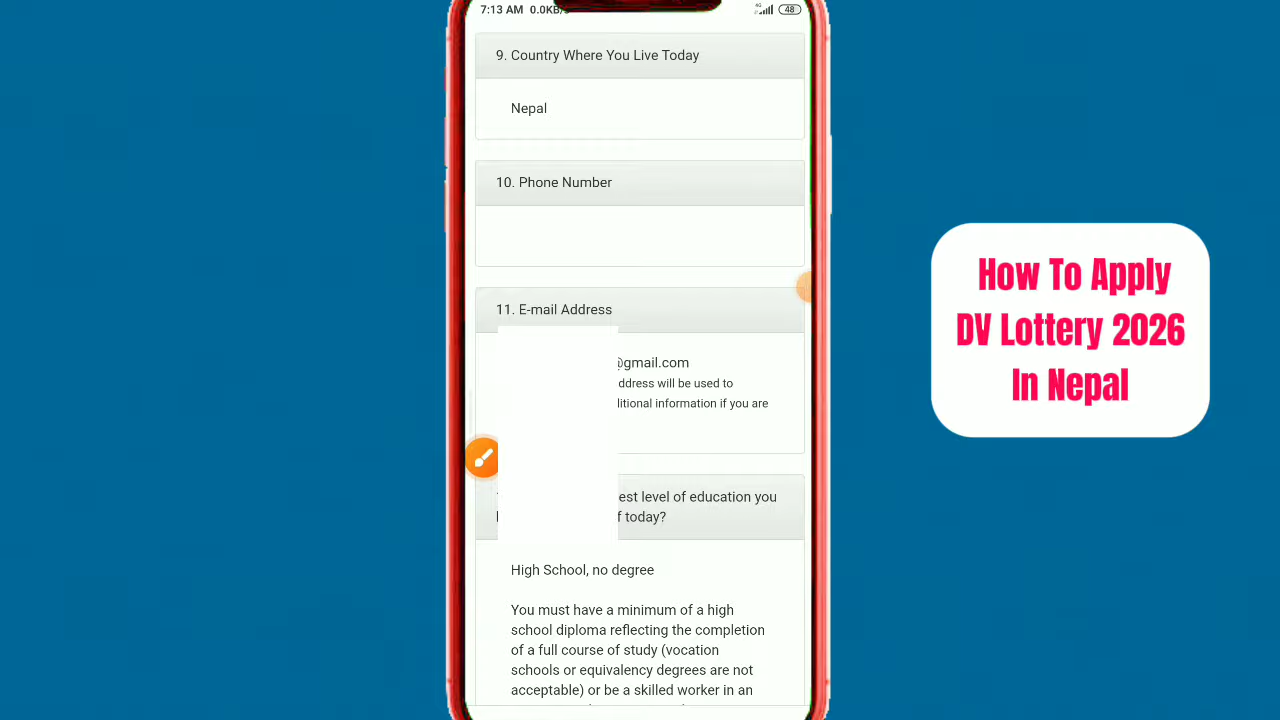 7:13 AM 0.0KB/
4G
48
9. Country Where You Live Today
Nepal
10. Phone Number
11. E-mail Address
@gmail.com
ddress will be used to
ditional information if you are
est level of education you
f today?
High School, no degree
You must have a minimum of a high
school diploma reflecting the completion
of a full course of study (vocation
schools or equivalency degrees are not
acceptable) or be a skilled worker in an
How To Apply
DV Lottery 2026
In Nepal